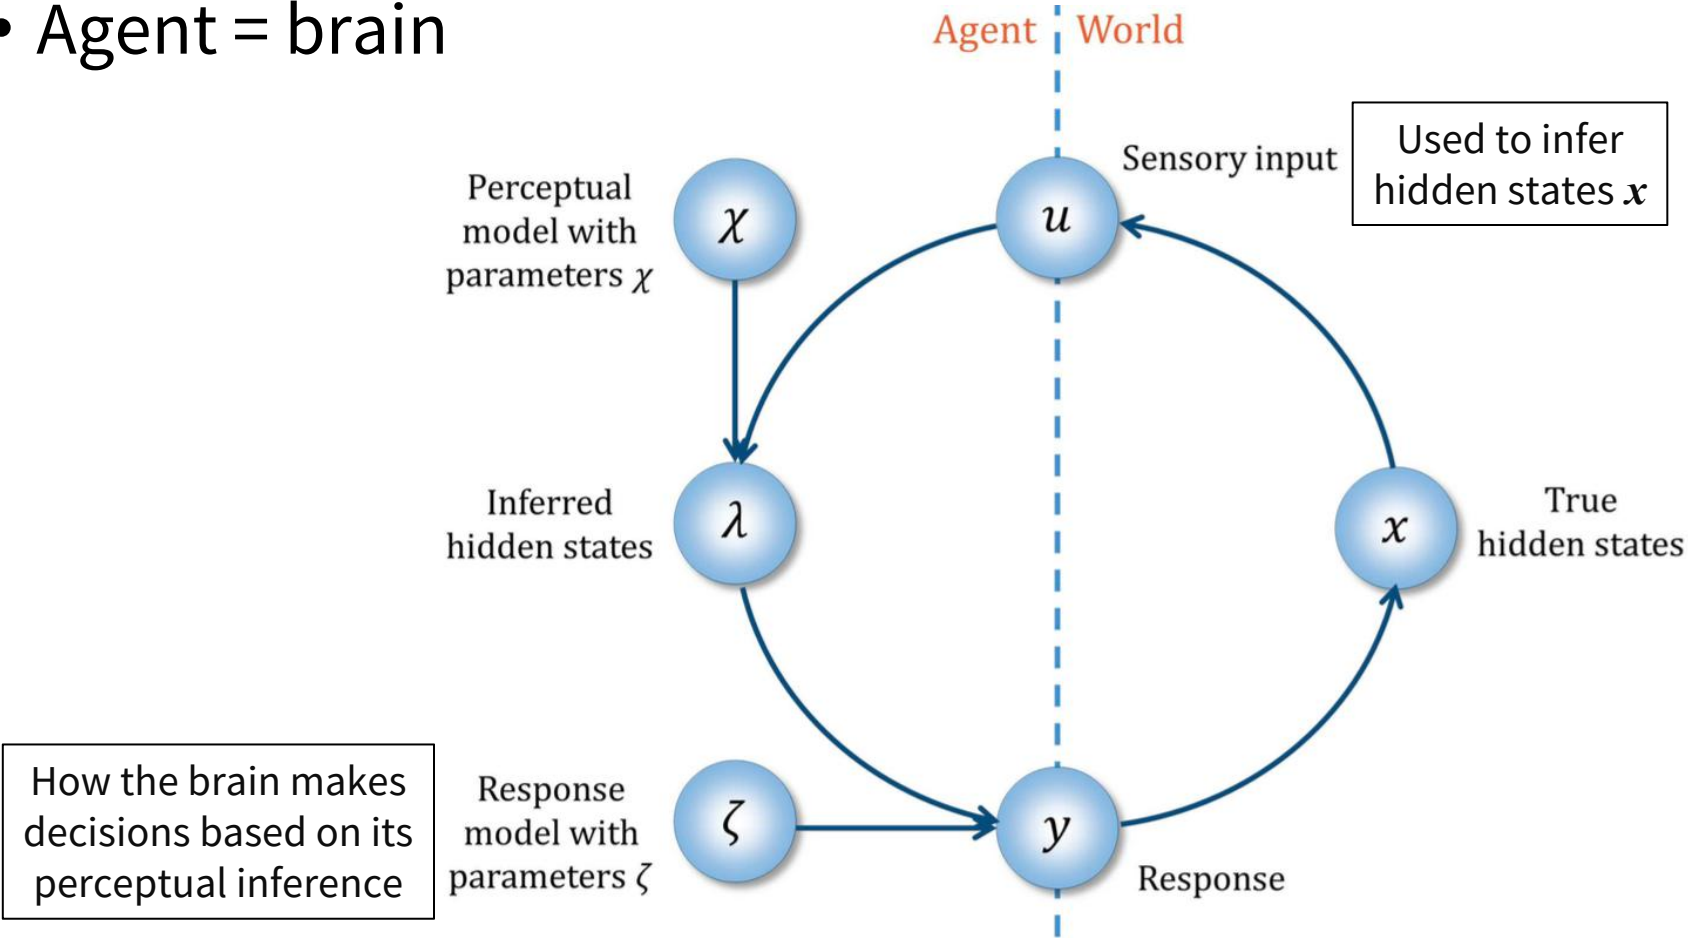 • Agent = brain
Agent
World
Sensory input
Used to infer
hidden states x
Perceptual
model with
parameters χ
χ
u
Inferred
hidden states
λ
x
True
hidden states
How the brain makes
decisions based on its
perceptual inference
Response
model with
parameters ζ
ζ
y
Response